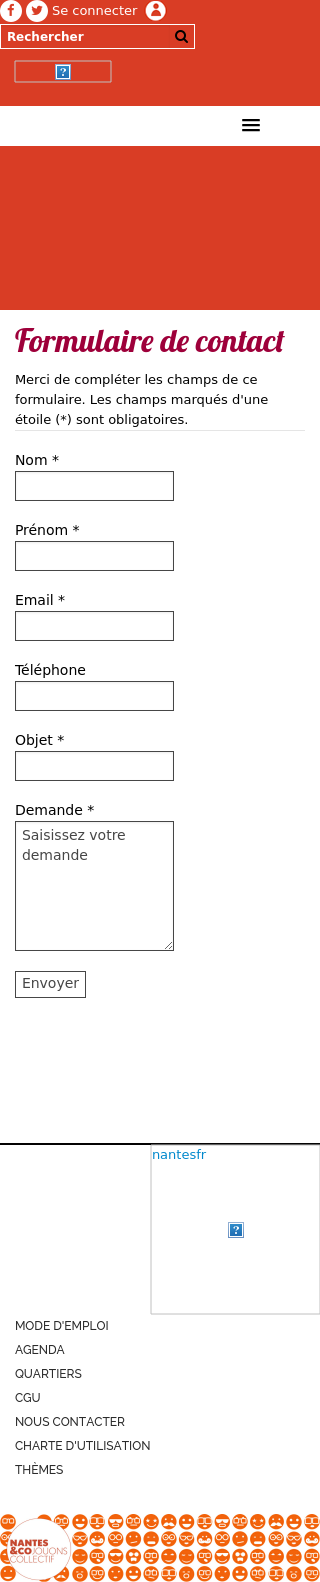 Se connecter
Rechercher
Formulaire de contact
Merci de compléter les champs de ce
formulaire. Les champs marqués d'une
étoile (*) sont obligatoires.
Nom *
Prénom *
Email *
Téléphone
Objet *
Demande *
Saisissez votre
demande
Envoyer
nantesfr
MODE D'EMPLOI
AGENDA
QUARTIERS
CGU
NOUS CONTACTER
CHARTE D'UTILISATION
THÈMES
NANTES
&COJOUONS
COLLECTIF